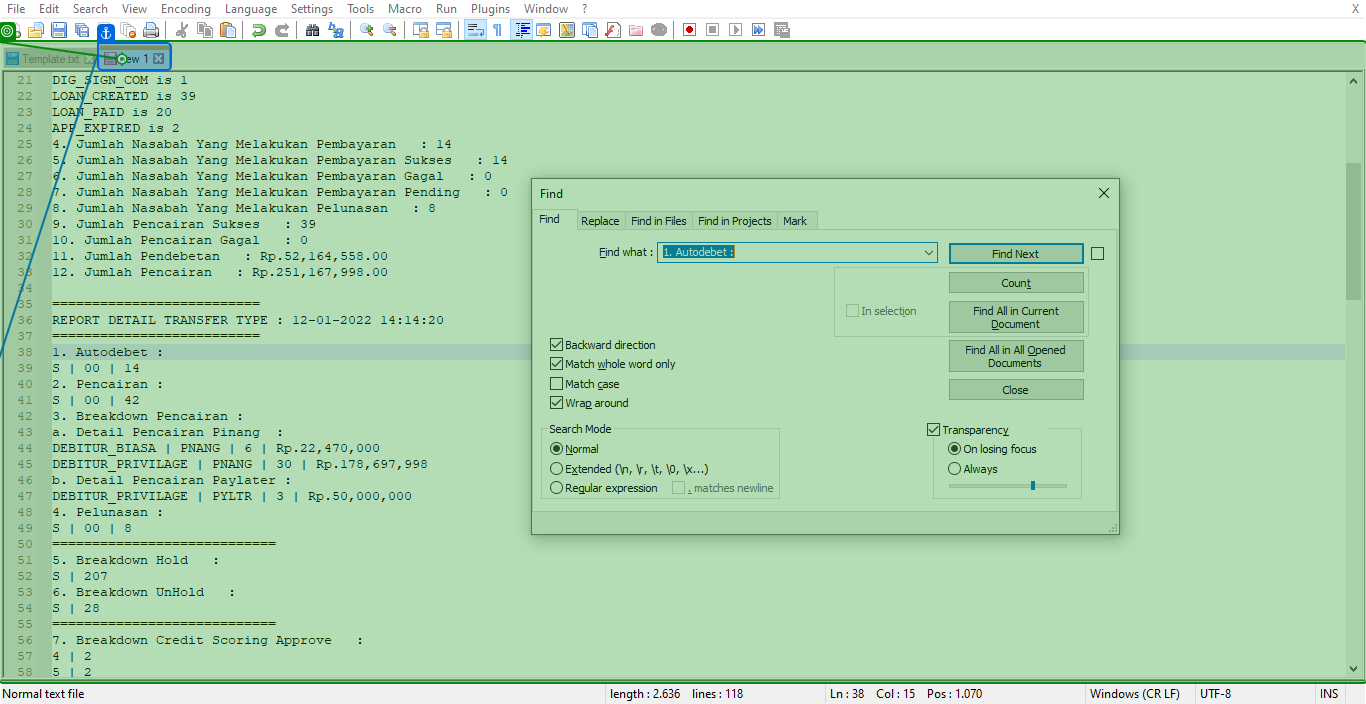 File Edit Search View Encoding Language Settings Tools Macro Run Plugins Window ? X
Template.txt new 1
21 DIG_SIGN_COM is 1
22 LOAN_CREATED is 39
23 LOAN_PAID is 20
24 APP_EXPIRED is 2
25 4. Jumlah Nasabah Yang Melakukan Pembayaran : 14
26 5. Jumlah Nasabah Yang Melakukan Pembayaran Sukses : 14
27 6. Jumlah Nasabah Yang Melakukan Pembayaran Gagal : 0
28 7. Jumlah Nasabah Yang Melakukan Pembayaran Pending : 0
29 8. Jumlah Nasabah Yang Melakukan Pelunasan : 8
30 9. Jumlah Pencairan Sukses : 39
31 10. Jumlah Pencairan Gagal : 0
32 11. Jumlah Pendebetan : Rp.52,164,558.00
33 12. Jumlah Pencairan : Rp.251,167,998.00
34
35 ==========================
36 REPORT DETAIL TRANSFER TYPE : 12-01-2022 14:14:20
37 ==========================
38 1. Autodebet :
39 S | 00 | 14
40 2. Pencairan :
41 S | 00 | 42
42 3. Breakdown Pencairan :
43 a. Detail Pencairan Pinang :
44 DEBITUR_BIASA | PNANG | 6 | Rp.22,470,000
45 DEBITUR_PRIVILAGE | PNANG | 30 | Rp.178,697,998
46 b. Detail Pencairan Paylater :
47 DEBITUR_PRIVILAGE | PYLTR | 3 | Rp.50,000,000
48 4. Pelunasan :
49 S | 00 | 8
50 ============================
51 5. Breakdown Hold :
52 S | 207
53 6. Breakdown UnHold :
54 S | 28
55 ============================
56 7. Breakdown Credit Scoring Approve :
57 4 | 2
58 5 | 2
Find
Find Replace Find in Files Find in Projects Mark
Find what : 1. Autodebet : Find Next
Count
In selection
Find All in Current
Document
Find All in All Opened
Documents
Close
Backward direction
Match whole word only
Match case
Wrap around
Search Mode
Normal
Extended (\n, \r, \t, \0, \x...)
Regular expression . matches newline
Transparency
On losing focus
Always
Normal text file length : 2.636 lines : 118 Ln : 38 Col : 15 Pos : 1.070 Windows (CR LF) UTF-8 INS